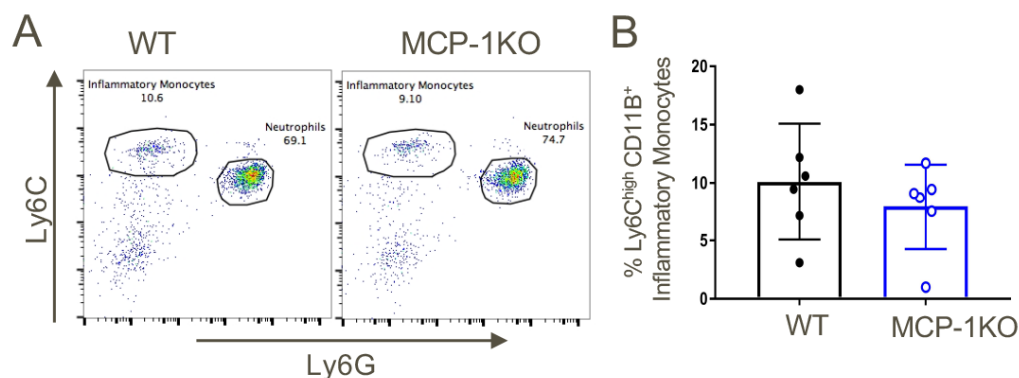 A
WT
MCP-1KO
Inflammatory Monocytes
10.6
Neutrophils
69.1
Inflammatory Monocytes
9.10
Neutrophils
74.7
Ly6C
Ly6G
B
% Ly6Chigh CD11B+
Inflammatory Monocytes
20
15
10
5
0
WT
MCP-1KO